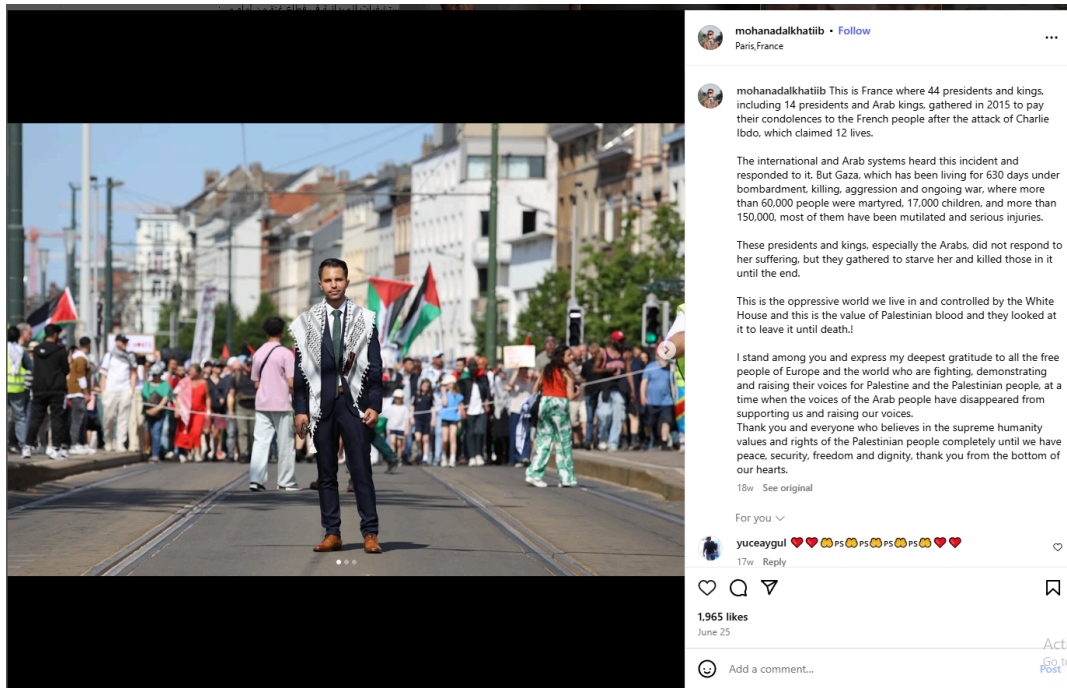 mohanadalkhatiib • Follow
Paris,France
mohanadalkhatiib This is France where 44 presidents and kings,
including 14 presidents and Arab kings, gathered in 2015 to pay
their condolences to the French people after the attack of Charlie
Ibdo, which claimed 12 lives.
The international and Arab systems heard this incident and
responded to it. But Gaza, which has been living for 630 days under
bombardment, killing, aggression and ongoing war, where more
than 60,000 people were martyred, 17,000 children, and more than
150,000, most of them have been mutilated and serious injuries.
These presidents and kings, especially the Arabs, did not respond to
her suffering, but they gathered to starve her and killed those in it
until the end.
This is the oppressive world we live in and controlled by the White
House and this is the value of Palestinian blood and they looked at
it to leave it until death.!
I stand among you and express my deepest gratitude to all the free
people of Europe and the world who are fighting, demonstrating
and raising their voices for Palestine and the Palestinian people, at a
time when the voices of the Arab people have disappeared from
supporting us and raising our voices.
Thank you and everyone who believes in the supreme humanity
values and rights of the Palestinian people completely until we have
peace, security, freedom and dignity, thank you from the bottom of
our hearts.
18w See original
For you
yuceaygul ❤️❤️🤲PS🤲PS🤲PS🤲PS🤲❤️❤️
17w Reply
1,965 likes
June 25
Add a comment...
Post